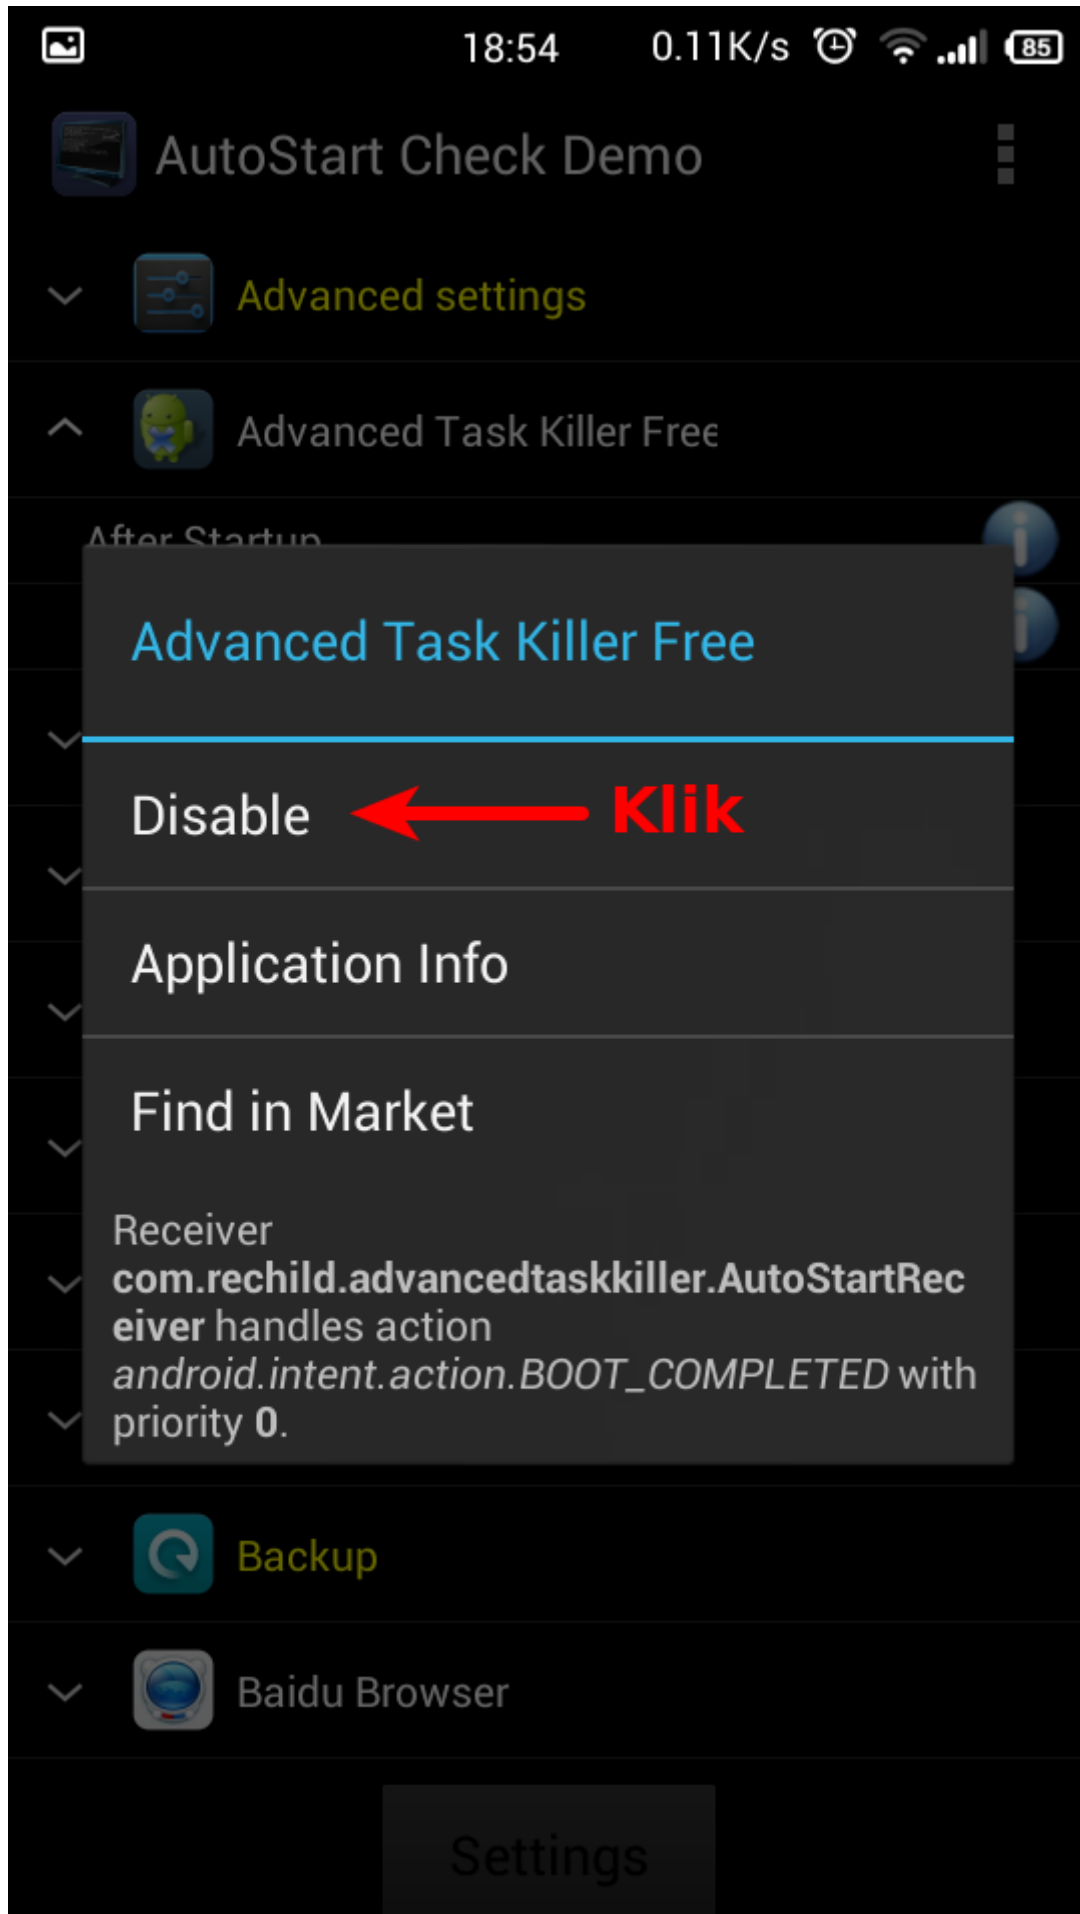 18:54 0.11K/s 85
AutoStart Check Demo
Advanced settings
Advanced Task Killer Free
After Startup
Advanced Task Killer Free
Disable Klik
Application Info
Find in Market
Receiver
com.rechild.advancedtaskkiller.AutoStartRec
eiver handles action
android.intent.action.BOOT_COMPLETED with
priority 0.
Backup
Baidu Browser
Settings